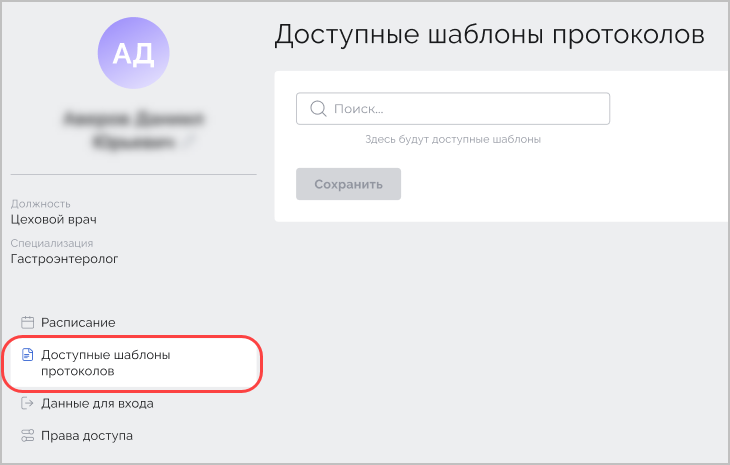 АД
Должность
Цеховой врач
Специализация
Гастроэнтеролог
Расписание
Доступные шаблоны
протоколов
Данные для входа
Права доступа
Доступные шаблоны протоколов
Поиск...
Здесь будут доступные шаблоны
Сохранить